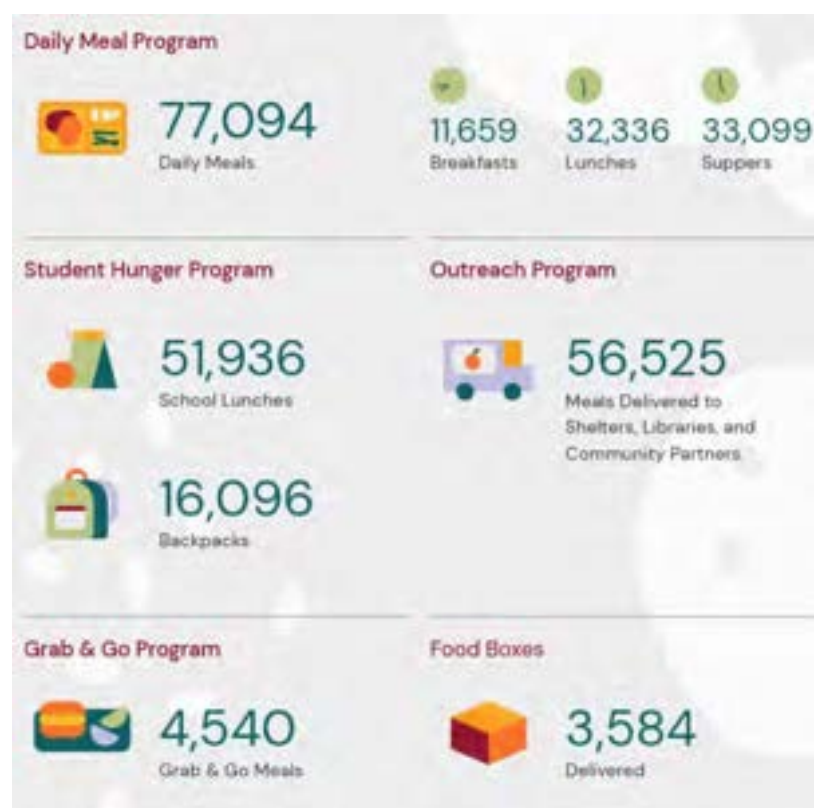 Daily Meal Program
77,094
Daily Meals
11,659
Breakfasts
32,336
Lunches
33,099
Suppers
Student Hunger Program
51,936
School Lunches
16,096
Backpacks
Outreach Program
56,525
Meals Delivered to
Shelters, Libraries, and
Community Partners
Grab & Go Program
4,540
Grab & Go Meals
Food Boxes
3,584
Delivered